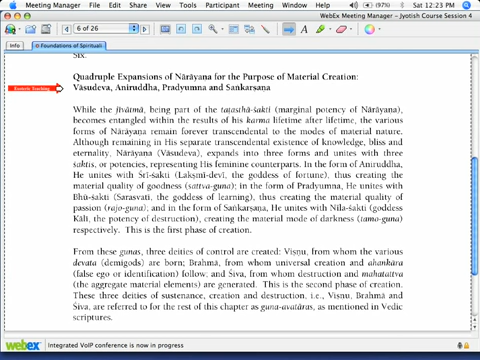 Meeting Manager File Edit Share View Tools Participant Meeting Window Help Sat 12:23 PM
WebEx Meeting Manager - Jyotish Course Session 4
6 of 26
Info Foundations of Spirituali
Six.
Quadruple Expansions of Nārāyaṇa for the Purpose of Material Creation:
Esoteric Teaching
Vāsudeva, Aniruddha, Pradyumna and Saṅkarṣaṇa
While the jīvātmā, being part of the taṭasthā-śakti (marginal potency of Nārāyaṇa),
becomes entangled within the results of his karma lifetime after lifetime, the various
forms of Nārāyaṇa remain forever transcendental to the modes of material nature.
Although remaining in His separate transcendental existence of knowledge, bliss and
eternality, Nārāyaṇa (Vāsudeva), expands into three forms and unites with three
śaktis, or potencies, representing His feminine counterparts. In the form of Aniruddha,
He unites with Śrī-śakti (Lakṣmī-devī, the goddess of fortune), thus creating the
material quality of goodness (sattva-guna); in the form of Pradyumna, He unites with
Bhū-śakti (Sarasvatī, the goddess of learning), thus creating the material quality of
passion (rajo-guna); and in the form of Saṅkarṣaṇa, He unites with Nīla-śakti (goddess
Kālī, the potency of destruction), creating the material mode of darkness (tamo-guna)
respectively. This is the first phase of creation.
From these gunas, three deities of control are created: Viṣṇu, from whom the various
devata (demigods) are born; Brahmā, from whom universal creation and ahaṅkāra
(false ego or identification) follow; and Śiva, from whom destruction and mahatattva
(the aggregate material elements) are generated. This is the second phase of creation.
These three deities of sustenance, creation and destruction, i.e., Viṣṇu, Brahmā and
Śiva, are referred to for the rest of this chapter as guna-avatāras, as mentioned in Vedic
scriptures.
webex Integrated VoIP conference is now in progress